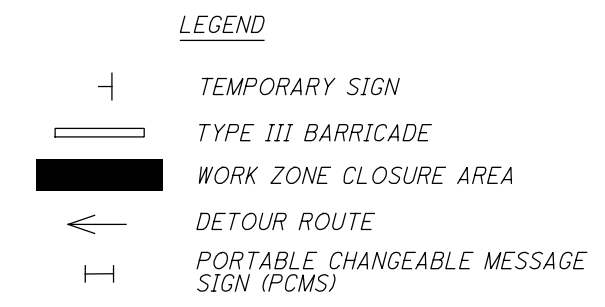 LEGEND
TEMPORARY SIGN
TYPE III BARRICADE
WORK ZONE CLOSURE AREA
DETOUR ROUTE
PORTABLE CHANGEABLE MESSAGE
SIGN (PCMS)